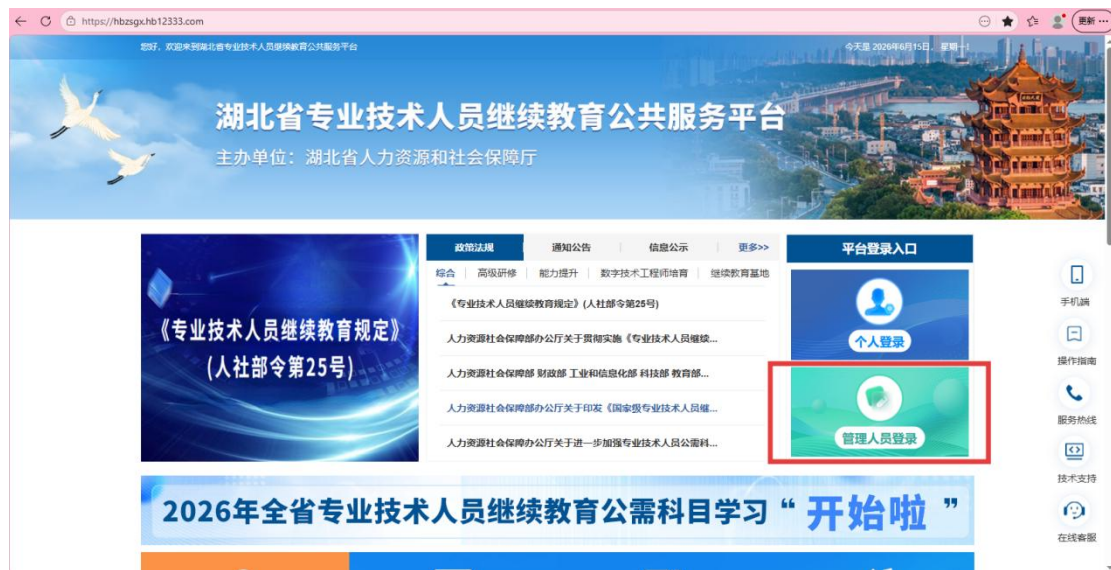 https://hbzsgx.hb12333.com
更新
您好，欢迎来到湖北省专业技术人员继续教育公共服务平台
今天是 2026年6月15日，星期一!
湖北省专业技术人员继续教育公共服务平台
主办单位：湖北省人力资源和社会保障厅
《专业技术人员继续教育规定》
(人社部令第25号)
政策法规 通知公告 信息公示 更多>>
综合 高级研修 能力提升 数字技术工程师培育 继续教育基地
《专业技术人员继续教育规定》(人社部令第25号)
人力资源社会保障部办公厅关于贯彻实施《专业技术人员继续...
人力资源社会保障部 财政部 工业和信息化部 科技部 教育部...
人力资源社会保障部办公厅关于印发《国家级专业技术人员继...
人力资源社会保障办公厅关于进一步加强专业技术人员公需科...
平台登录入口
个人登录
管理人员登录
手机端
操作指南
服务热线
技术支持
在线客服
2026年全省专业技术人员继续教育公需科目学习“开始啦”